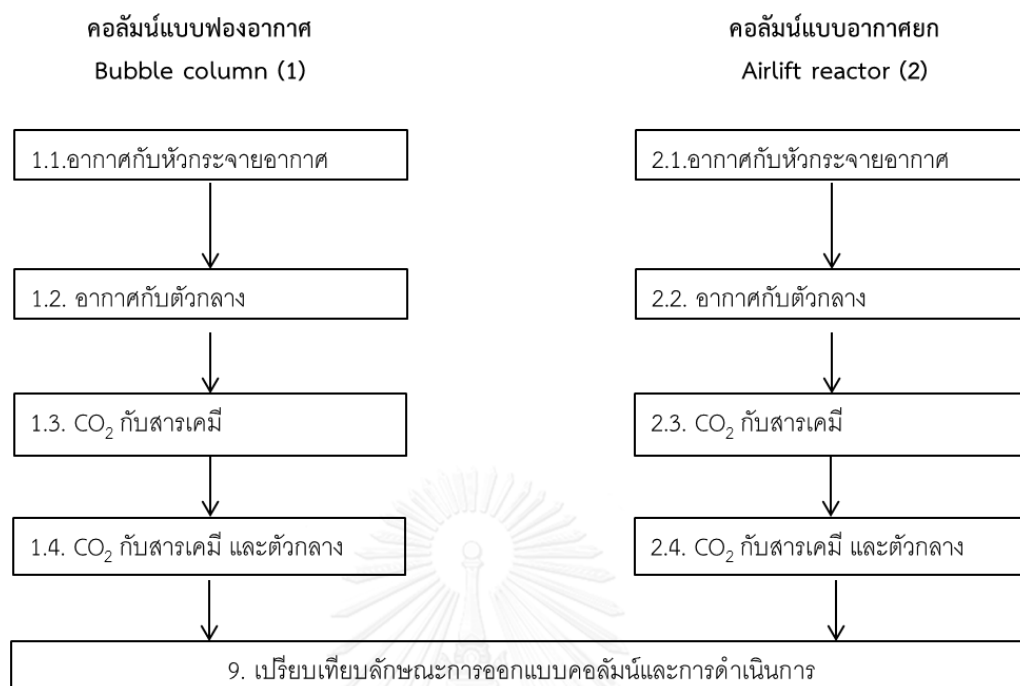 คอลัมน์แบบฟองอากาศ
Bubble column (1)
1.1.อากาศกับหัวกระจายอากาศ
1.2. อากาศกับตัวกลาง
1.3. CO₂ กับสารเคมี
1.4. CO₂ กับสารเคมี และตัวกลาง
คอลัมน์แบบอากาศยก
Airlift reactor (2)
2.1.อากาศกับหัวกระจายอากาศ
2.2. อากาศกับตัวกลาง
2.3. CO₂ กับสารเคมี
2.4. CO₂ กับสารเคมี และตัวกลาง
9. เปรียบเทียบลักษณะการออกแบบคอลัมน์และการดำเนินการ